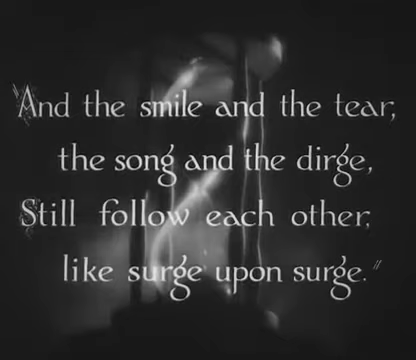 "And the smile and the tear,
the song and the dirge,
Still follow each other,
like surge upon surge."